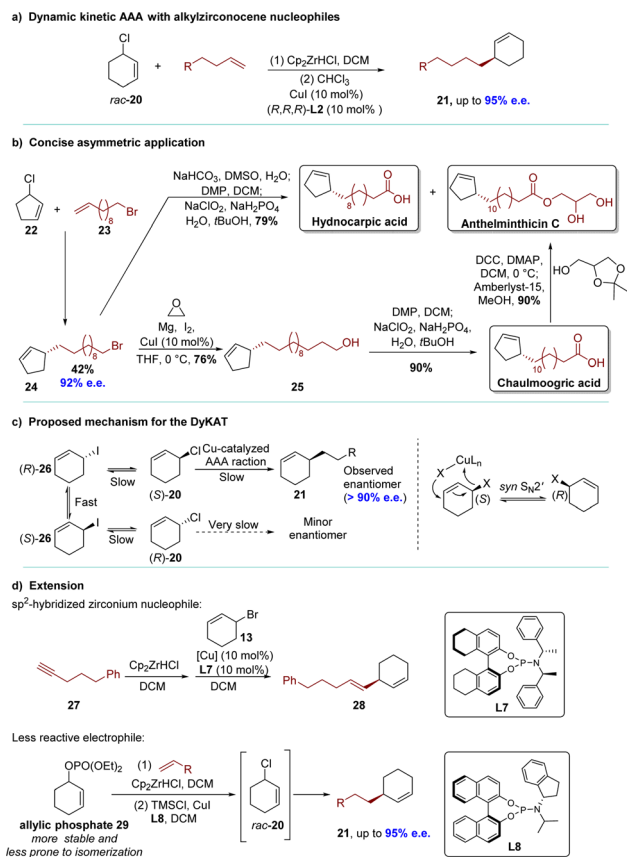 a) Dynamic kinetic AAA with alkylzirconocene nucleophiles
Cl
rac-20
+
R
(1) Cp2ZrHCl, DCM
(2) CHCl3
CuI (10 mol%)
(R,R,R)-L2 (10 mol% )
R
21, up to 95% e.e.
b) Concise asymmetric application
Cl
22
+
Br
8
23
NaHCO3, DMSO, H2O;
DMP, DCM;
NaClO2, NaH2PO4
H2O, tBuOH, 79%
O
OH
8
Hydnocarpic acid
+
O
O
OH
OH
10
Anthelminthicin C
DCC, DMAP,
DCM, 0 °C;
Amberlyst-15,
MeOH, 90%
HO
O
O
Br
8
24
42%
92% e.e.
O
Mg, I2,
CuI (10 mol%)
THF, 0 °C, 76%
OH
8
25
DMP, DCM;
NaClO2, NaH2PO4,
H2O, tBuOH
90%
O
OH
10
Chaulmoogric acid
c) Proposed mechanism for the DyKAT
(R)-26
I
Slow
Cl
(S)-20
Cu-catalyzed
AAA raction
Slow
R
21
Observed
enantiomer
(> 90% e.e.)
Fast
(S)-26
I
Slow
Cl
(R)-20
Very slow
Minor
enantiomer
CuLn
X
X
(S)
syn SN2'
X
(R)
d) Extension
sp2-hybridized zirconium nucleophile:
Ph
27
Cp2ZrHCl
DCM
Br
13
[Cu] (10 mol%)
L7 (10 mol%)
DCM
Ph
28
O
O
P
N
L7
Less reactive electrophile:
OPO(OEt)2
allylic phosphate 29
more stable and
less prone to isomerization
(1)
R
Cp2ZrHCl, DCM
(2) TMSCl, CuI
L8, DCM
Cl
rac-20
R
21, up to 95% e.e.
O
O
P
N
L8